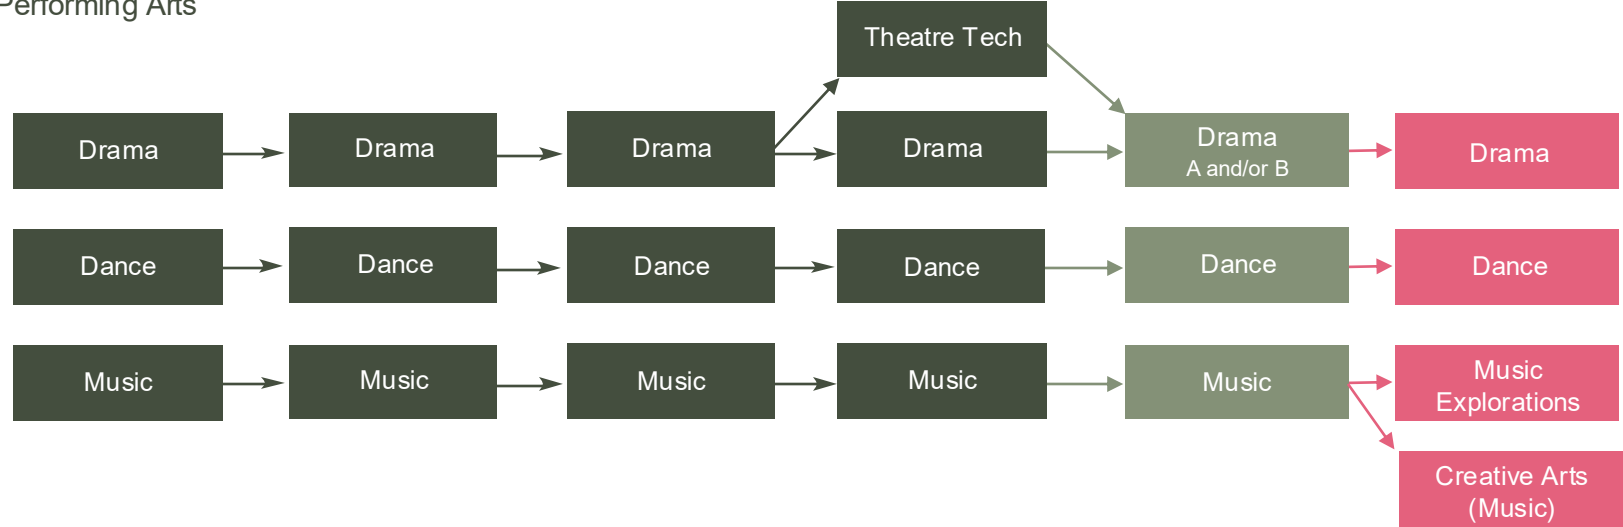 Performing Arts
Theatre Tech
Drama
Drama
Drama
Drama
Drama
A and/or B
Drama
Dance
Dance
Dance
Dance
Dance
Dance
Music
Music
Music
Music
Music
Music
Explorations
Creative Arts
(Music)